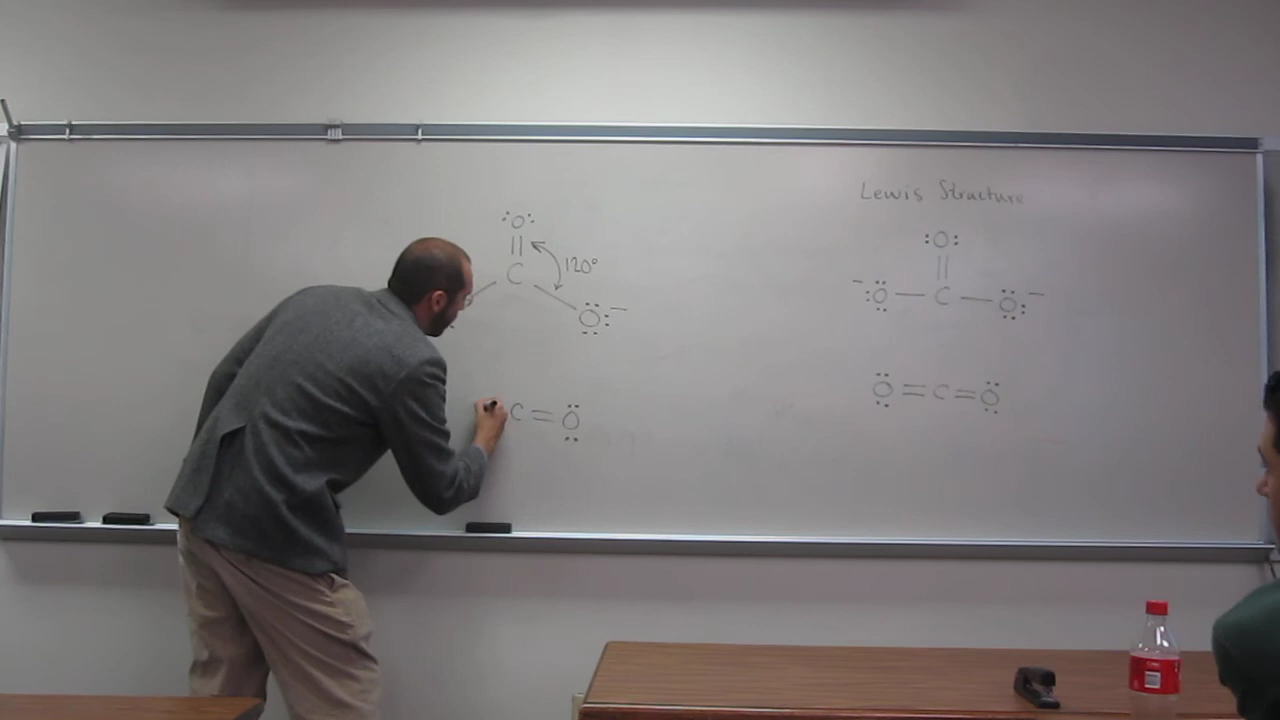 O
||
C
120°
O −
C = O
Lewis Structure
O
||
− O — C — O −
O = C = O